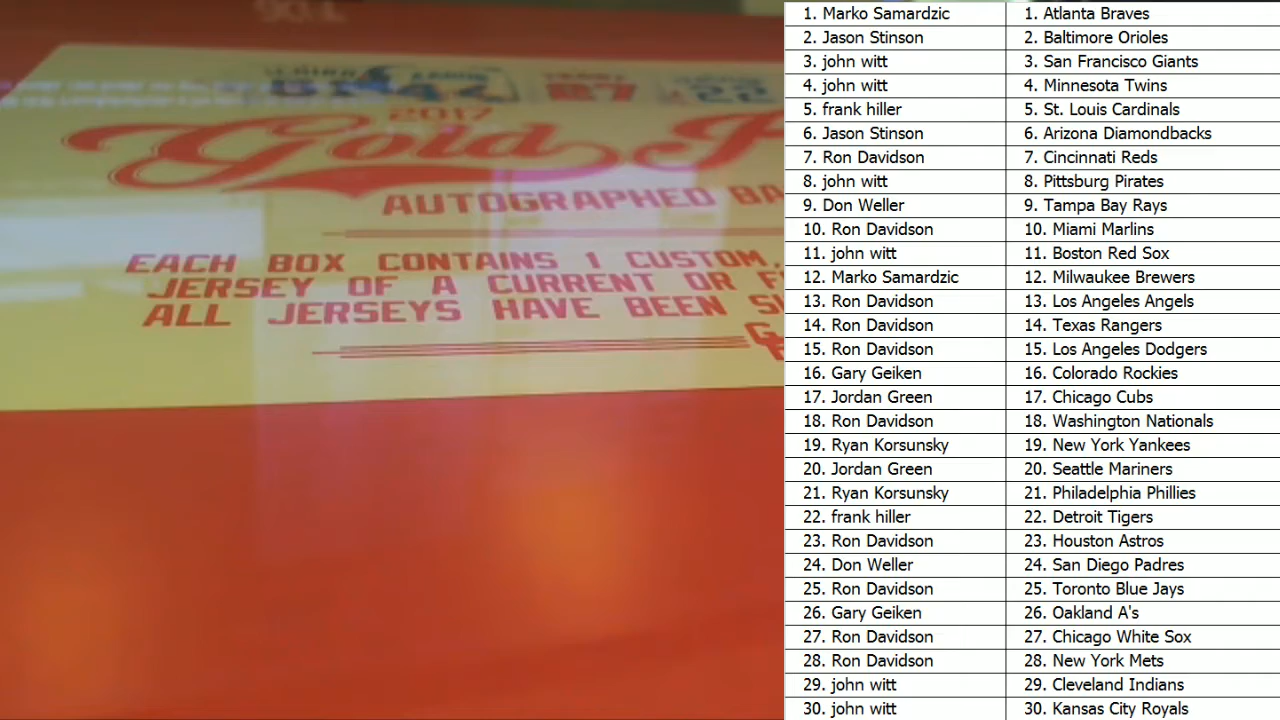 2017
Gold
AUTOGRAPHED
EACH BOX CONTAINS 1 CUSTOM,
JERSEY OF A CURRENT OR
ALL JERSEYS HAVE BEEN
1. Marko Samardzic 1. Atlanta Braves
2. Jason Stinson 2. Baltimore Orioles
3. john witt 3. San Francisco Giants
4. john witt 4. Minnesota Twins
5. frank hiller 5. St. Louis Cardinals
6. Jason Stinson 6. Arizona Diamondbacks
7. Ron Davidson 7. Cincinnati Reds
8. john witt 8. Pittsburg Pirates
9. Don Weller 9. Tampa Bay Rays
10. Ron Davidson 10. Miami Marlins
11. john witt 11. Boston Red Sox
12. Marko Samardzic 12. Milwaukee Brewers
13. Ron Davidson 13. Los Angeles Angels
14. Ron Davidson 14. Texas Rangers
15. Ron Davidson 15. Los Angeles Dodgers
16. Gary Geiken 16. Colorado Rockies
17. Jordan Green 17. Chicago Cubs
18. Ron Davidson 18. Washington Nationals
19. Ryan Korsunsky 19. New York Yankees
20. Jordan Green 20. Seattle Mariners
21. Ryan Korsunsky 21. Philadelphia Phillies
22. frank hiller 22. Detroit Tigers
23. Ron Davidson 23. Houston Astros
24. Don Weller 24. San Diego Padres
25. Ron Davidson 25. Toronto Blue Jays
26. Gary Geiken 26. Oakland A's
27. Ron Davidson 27. Chicago White Sox
28. Ron Davidson 28. New York Mets
29. john witt 29. Cleveland Indians
30. john witt 30. Kansas City Royals